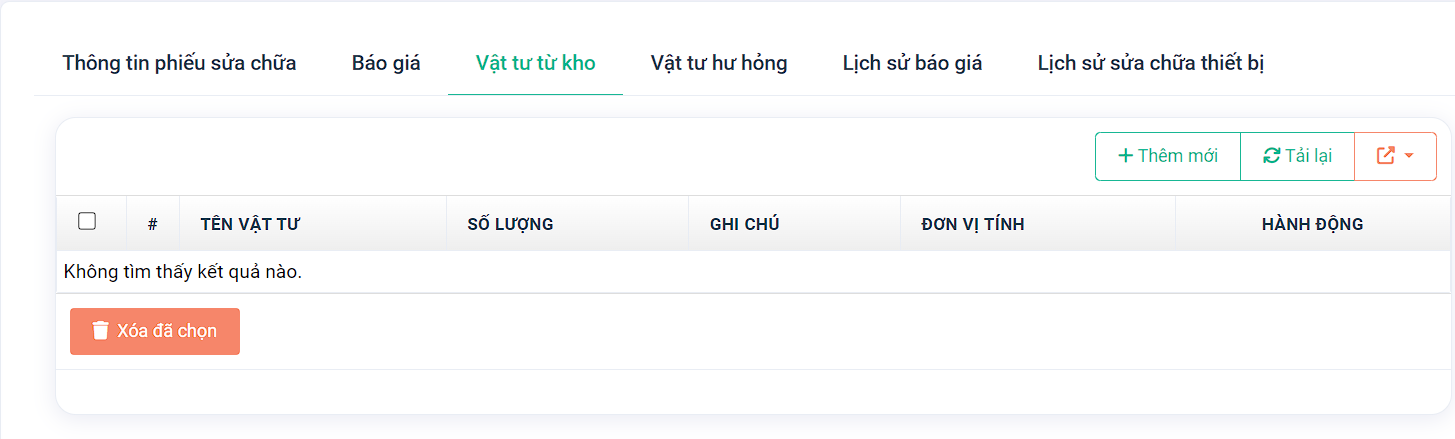 Thông tin phiếu sửa chữa Báo giá Vật tư từ kho Vật tư hư hỏng Lịch sử báo giá Lịch sử sửa chữa thiết bị
Thêm mới Tải lại
# TÊN VẬT TƯ SỐ LƯỢNG GHI CHÚ ĐƠN VỊ TÍNH HÀNH ĐỘNG
Không tìm thấy kết quả nào.
Xóa đã chọn